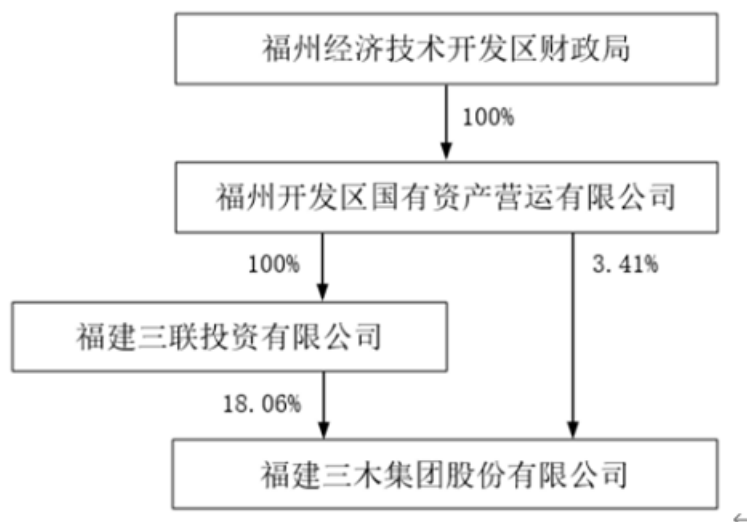 福州经济技术开发区财政局
100%
福州开发区国有资产营运有限公司
100%
3.41%
福建三联投资有限公司
18.06%
福建三木集团股份有限公司